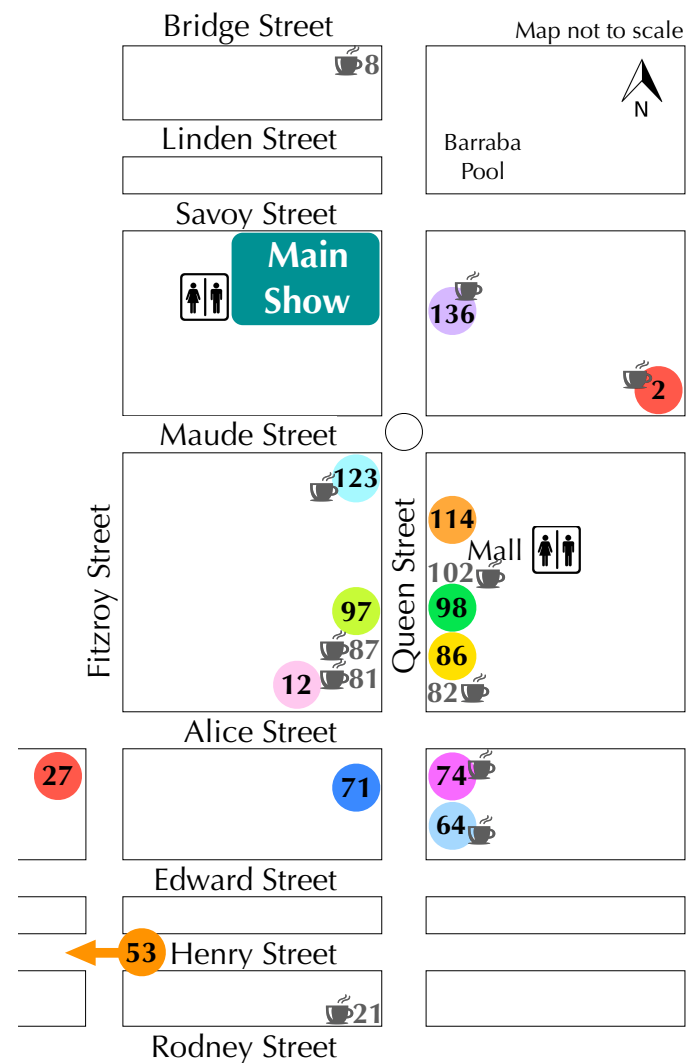 Bridge Street
Map not to scale
8
N
Linden Street
Barraba
Pool
Savoy Street
Main
Show
136
2
Maude Street
123
114
Mall
102
Fitzroy Street
Queen Street
97
98
87
86
12
81
82
Alice Street
27
71
74
64
Edward Street
53
Henry Street
21
Rodney Street